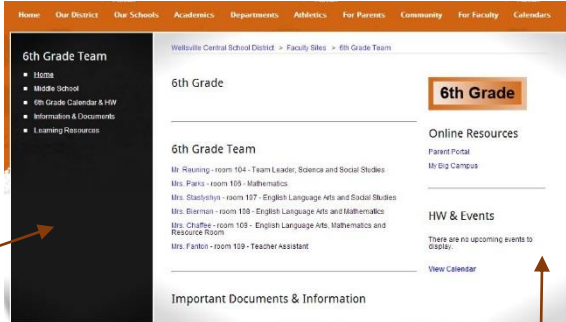 Home Our District Our Schools Academics Departments Athletics For Parents Community For Faculty Calendars
6th Grade Team
Home
Middle School
6th Grade Calendar & HW
Information & Documents
Learning Resources
Wellsville Central School District > Faculty Sites > 6th Grade Team
6th Grade
6th Grade Team
Mr. Reuning - room 104 - Team Leader, Science and Social Studies
Mrs. Parks - room 106 - Mathematics
Mrs. Stastyshyn - room 107 - English Language Arts and Social Studies
Mrs. Bierman - room 108 - English Language Arts and Mathematics
Mrs. Chaffee - room 109 - English Language Arts, Mathematics and
Resource Room
Mrs. Fanton - room 109 - Teacher Assistant
Important Documents & Information
6th Grade
Online Resources
Parent Portal
My Big Campus
HW & Events
There are no upcoming events to
display.
View Calendar